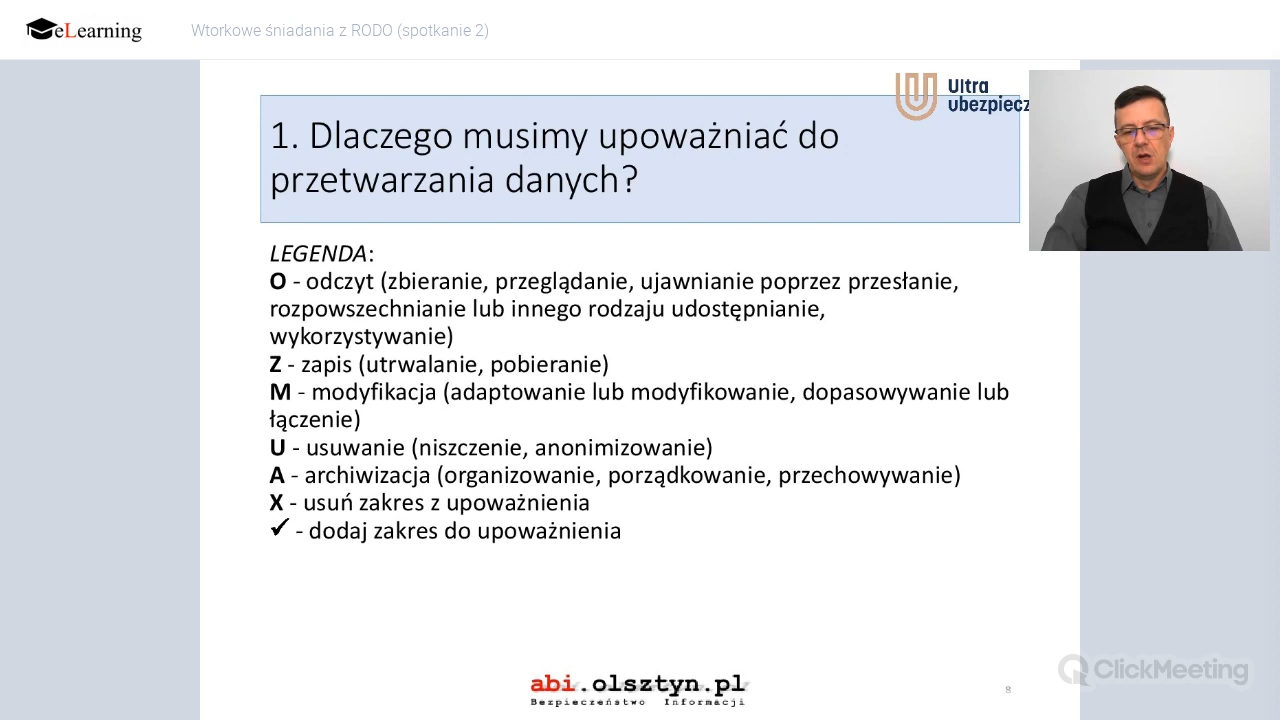 eLearning
Wtorkowe śniadania z RODO (spotkanie 2)
Ultra
ubezpiecz
1. Dlaczego musimy upoważniać do
przetwarzania danych?
LEGENDA:
O - odczyt (zbieranie, przeglądanie, ujawnianie poprzez przesłanie,
rozpowszechnianie lub innego rodzaju udostępnianie,
wykorzystywanie)
Z - zapis (utrwalanie, pobieranie)
M - modyfikacja (adaptowanie lub modyfikowanie, dopasowywanie lub
łączenie)
U - usuwanie (niszczenie, anonimizowanie)
A - archiwizacja (organizowanie, porządkowanie, przechowywanie)
X - usuń zakres z upoważnienia
✓ - dodaj zakres do upoważnienia
abi.olsztyn.pl
Bezpieczeństwo Informacji
8
ClickMeeting